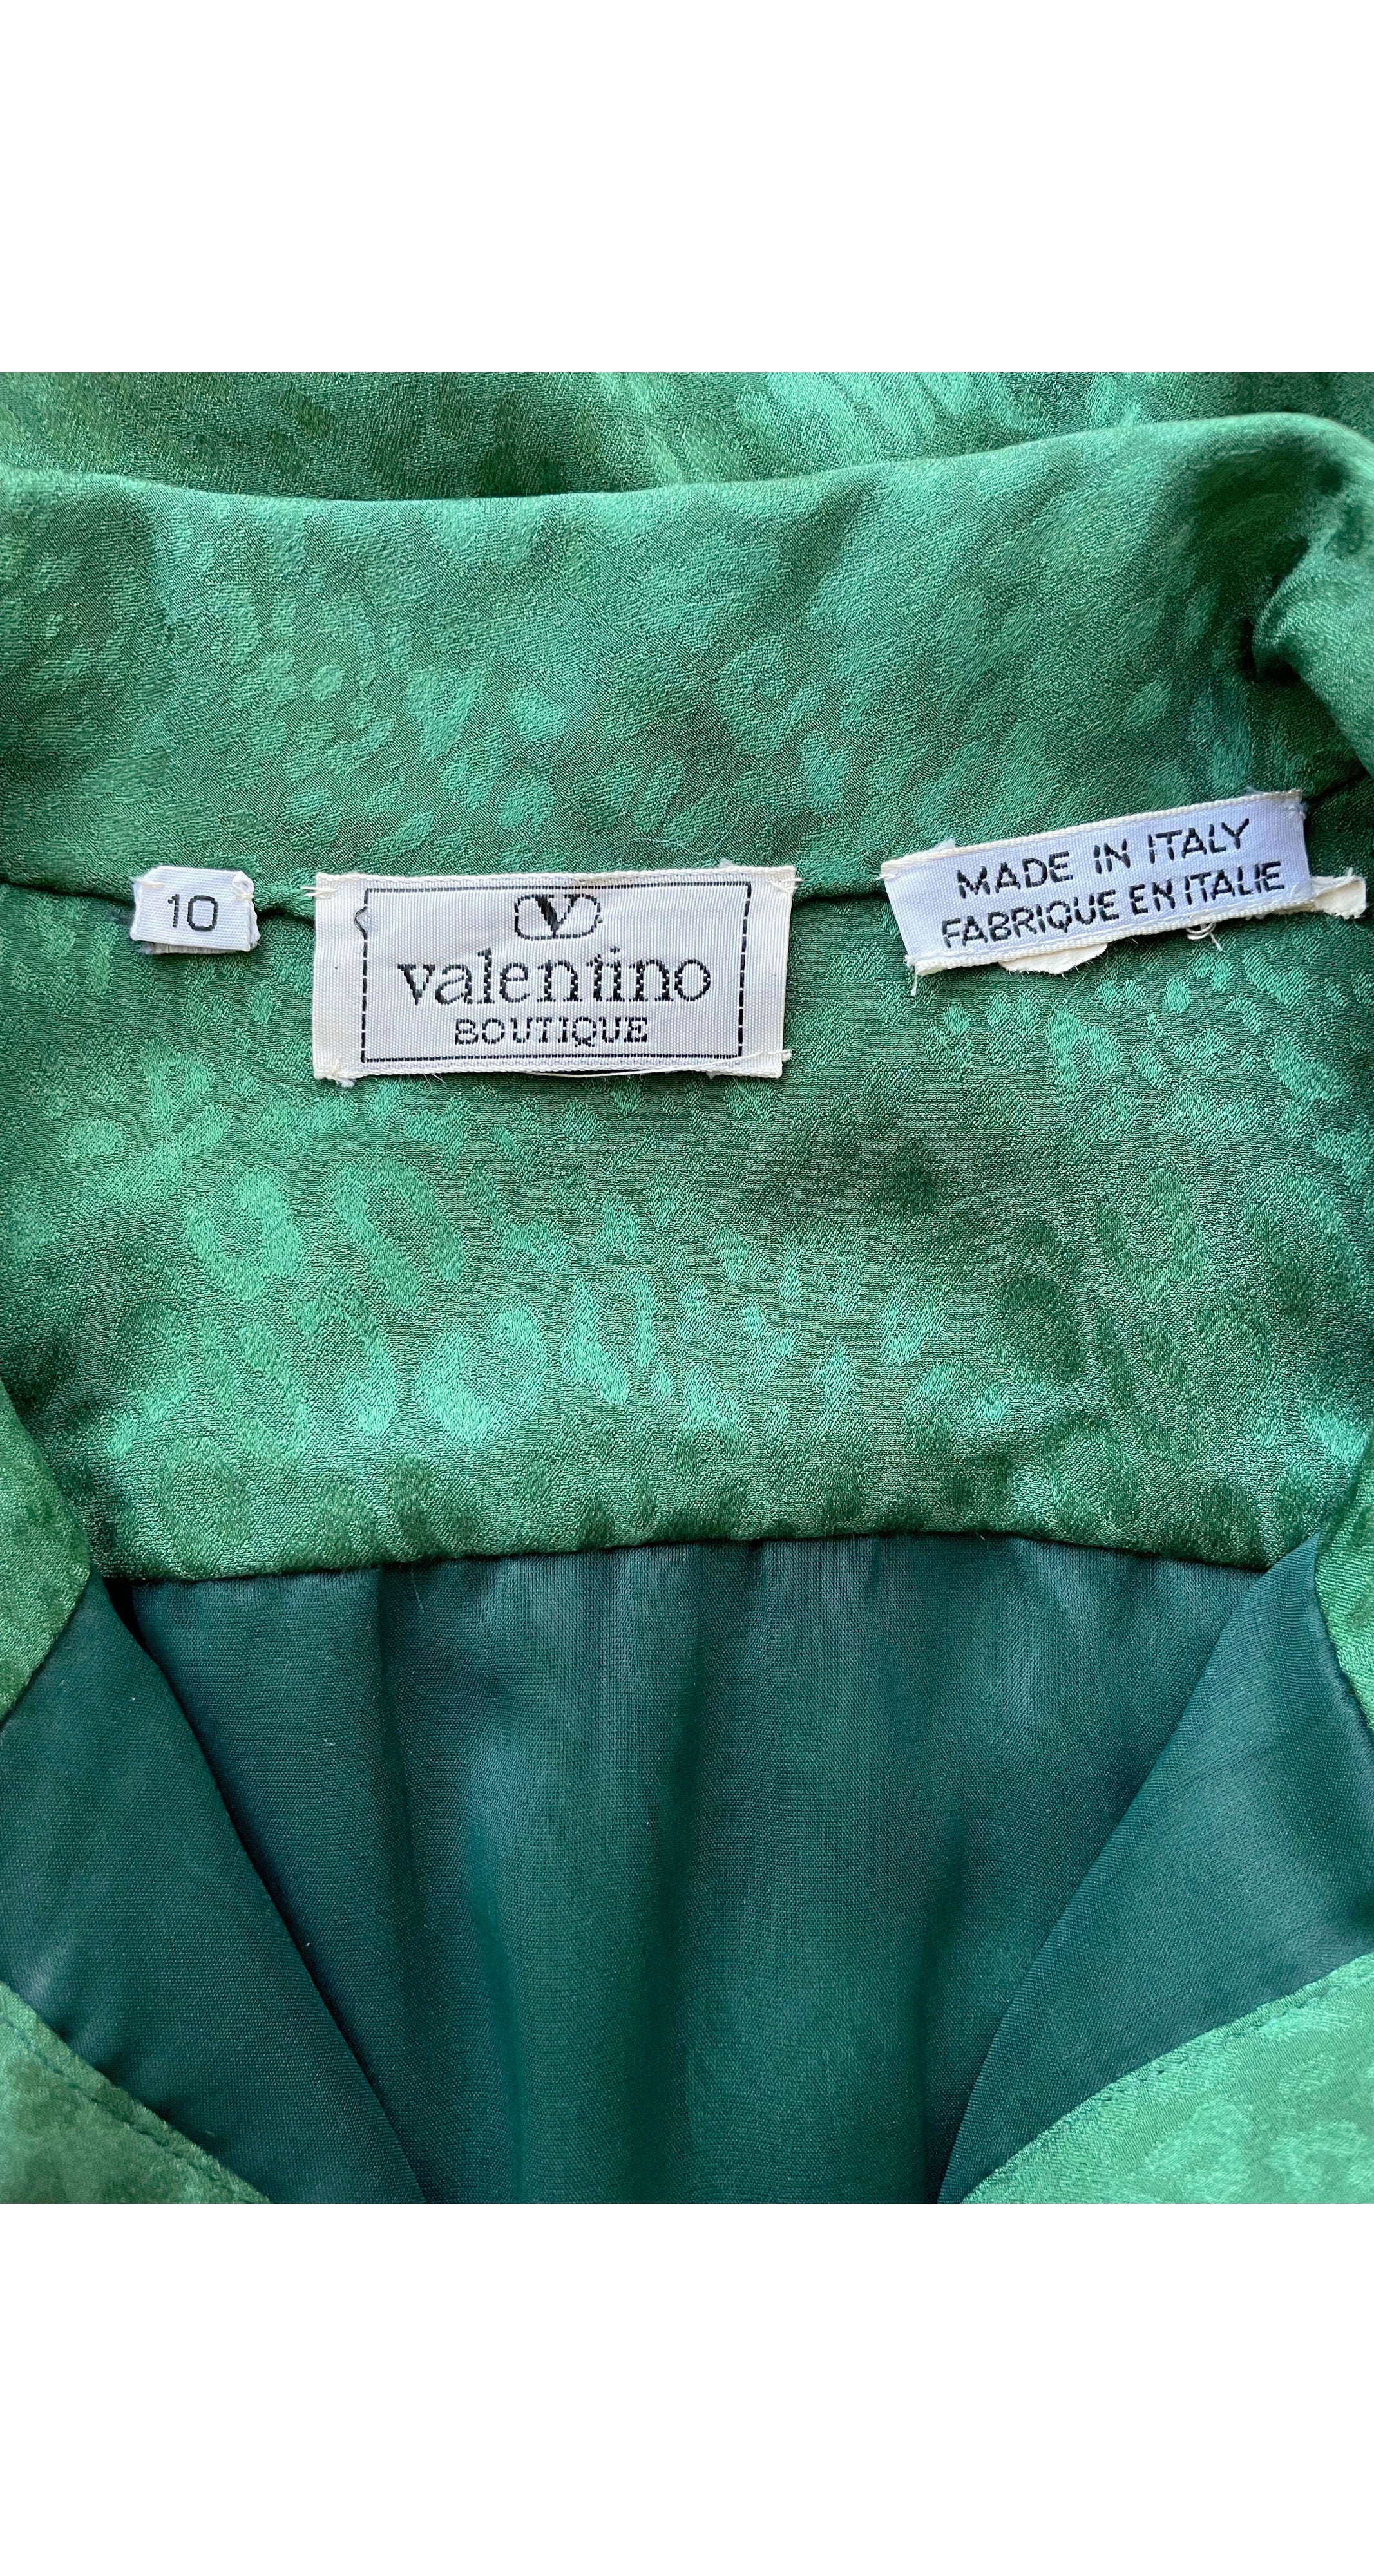 10
V
valentino
BOUTIQUE
MADE IN ITALY
FABRIQUE EN ITALIE